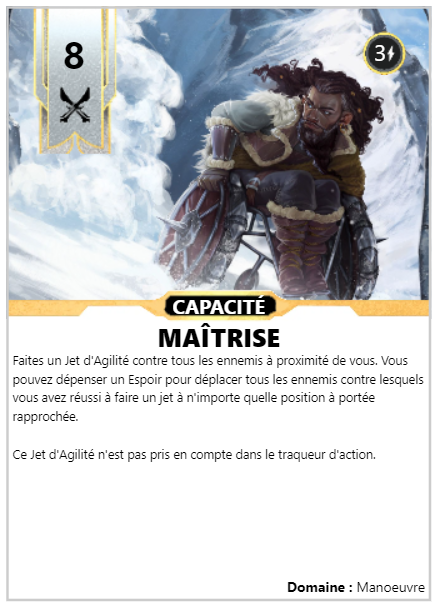 8
3
CAPACITÉ
MAÎTRISE
Faites un Jet d'Agilité contre tous les ennemis à proximité de vous. Vous
pouvez dépenser un Espoir pour déplacer tous les ennemis contre lesquels
vous avez réussi à faire un jet à n'importe quelle position à portée
rapprochée.
Ce Jet d'Agilité n'est pas pris en compte dans le traqueur d'action.
Domaine : Manoeuvre